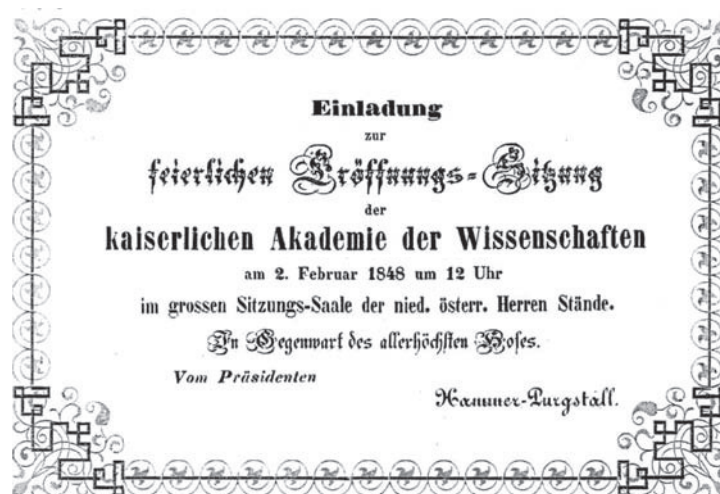 Einladung
zur
feierlichen Eröffnungs-Sitzung
der
kaiserlichen Akademie der Wissenschaften
am 2. Februar 1848 um 12 Uhr
im grossen Sitzungs-Saale der nied. österr. Herren Stände.
In Gegenwart des allerhöchsten Hofes.
Vom Präsidenten
Hammer-Purgstall.